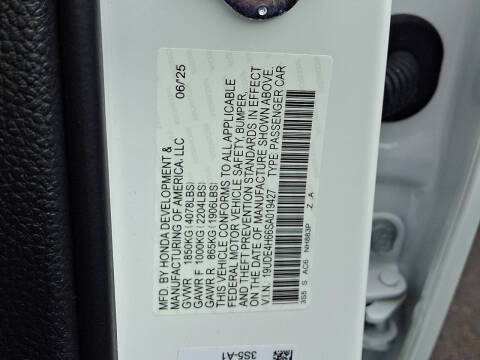 MFD. BY HONDA DEVELOPMENT & 06/25
MANUFACTURING OF AMERICA, LLC
GVWR 1850KG(4078LBS)
GAWR F 1000KG(2204LBS)
GAWR R 865KG(1906LBS)
THIS VEHICLE CONFORMS TO ALL APPLICABLE
FEDERAL MOTOR VEHICLE SAFETY, BUMPER,
AND THEFT PREVENTION STANDARDS IN EFFECT
ON THE DATE OF MANUFACTURE SHOWN ABOVE.
V.I.N. 19UDE4H66SA019427 TYPE: PASSENGER CAR
3S5 S AC6 NH883P Z A
3S5-A1